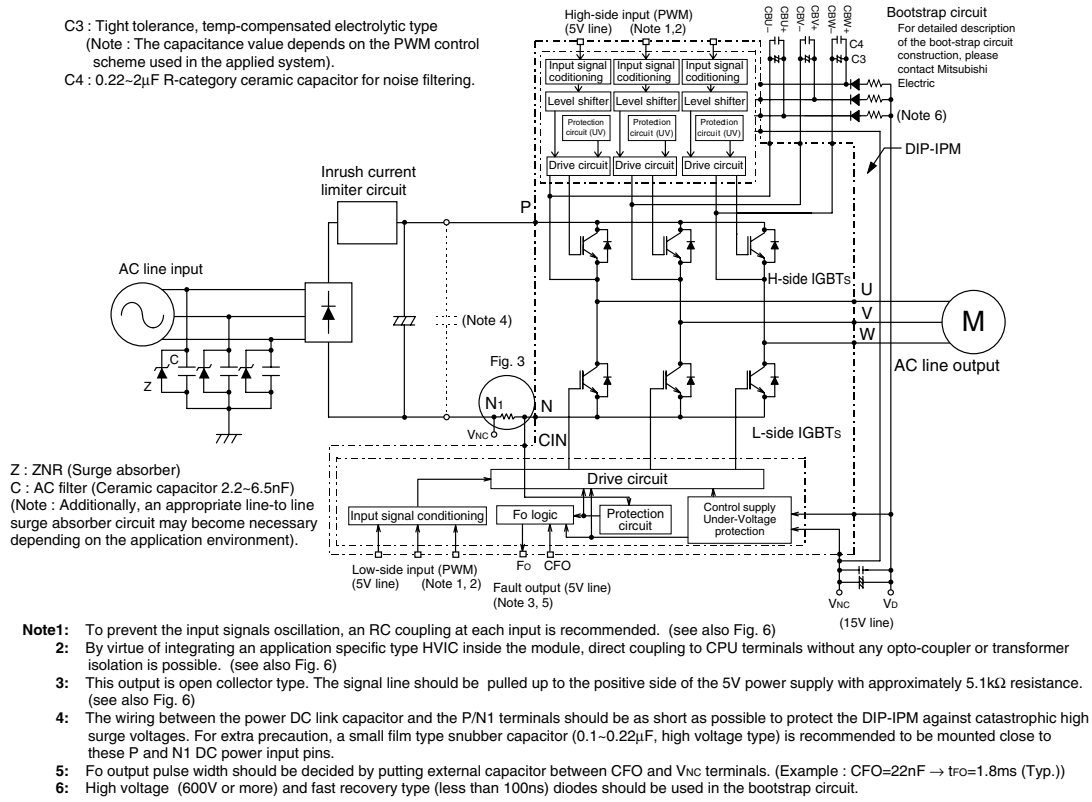 C3 : Tight tolerance, temp-compensated electrolytic type
(Note : The capacitance value depends on the PWM control
scheme used in the applied system).
C4 : 0.22~2μF R-category ceramic capacitor for noise filtering.
High-side input (PWM)
(5V line) (Note 1,2)
CBU–
CBU+
CBV–
CBV+
CBW–
CBW+
C4
C3
Bootstrap circuit
For detailed description
of the boot-strap circuit
construction, please
contact Mitsubishi
Electric
(Note 6)
DIP-IPM
Input signal
coditioning
Input signal
coditioning
Input signal
coditioning
Level shifter
Level shifter
Level shifter
Protection
circuit (UV)
Protection
circuit (UV)
Protection
circuit (UV)
Drive circuit
Drive circuit
Drive circuit
Inrush current
limiter circuit
P
AC line input
H-side IGBTS
U
V
W
M
AC line output
(Note 4)
C
Z
Fig. 3
N1
N
VNC
CIN
L-side IGBTS
Z : ZNR (Surge absorber)
C : AC filter (Ceramic capacitor 2.2~6.5nF)
(Note : Additionally, an appropriate line-to line
surge absorber circuit may become necessary
depending on the application environment).
Drive circuit
Input signal conditioning
Fo logic
Protection
circuit
Control supply
Under-Voltage
protection
Low-side input (PWM)
(5V line) (Note 1, 2)
FO
CFO
Fault output (5V line)
(Note 3, 5)
VNC
VD
(15V line)
Note1: To prevent the input signals oscillation, an RC coupling at each input is recommended. (see also Fig. 6)
2: By virtue of integrating an application specific type HVIC inside the module, direct coupling to CPU terminals without any opto-coupler or transformer
isolation is possible. (see also Fig. 6)
3: This output is open collector type. The signal line should be pulled up to the positive side of the 5V power supply with approximately 5.1kΩ resistance.
(see also Fig. 6)
4: The wiring between the power DC link capacitor and the P/N1 terminals should be as short as possible to protect the DIP-IPM against catastrophic high
surge voltages. For extra precaution, a small film type snubber capacitor (0.1~0.22μF, high voltage type) is recommended to be mounted close to
these P and N1 DC power input pins.
5: Fo output pulse width should be decided by putting external capacitor between CFO and VNC terminals. (Example : CFO=22nF → tFO=1.8ms (Typ.))
6: High voltage (600V or more) and fast recovery type (less than 100ns) diodes should be used in the bootstrap circuit.